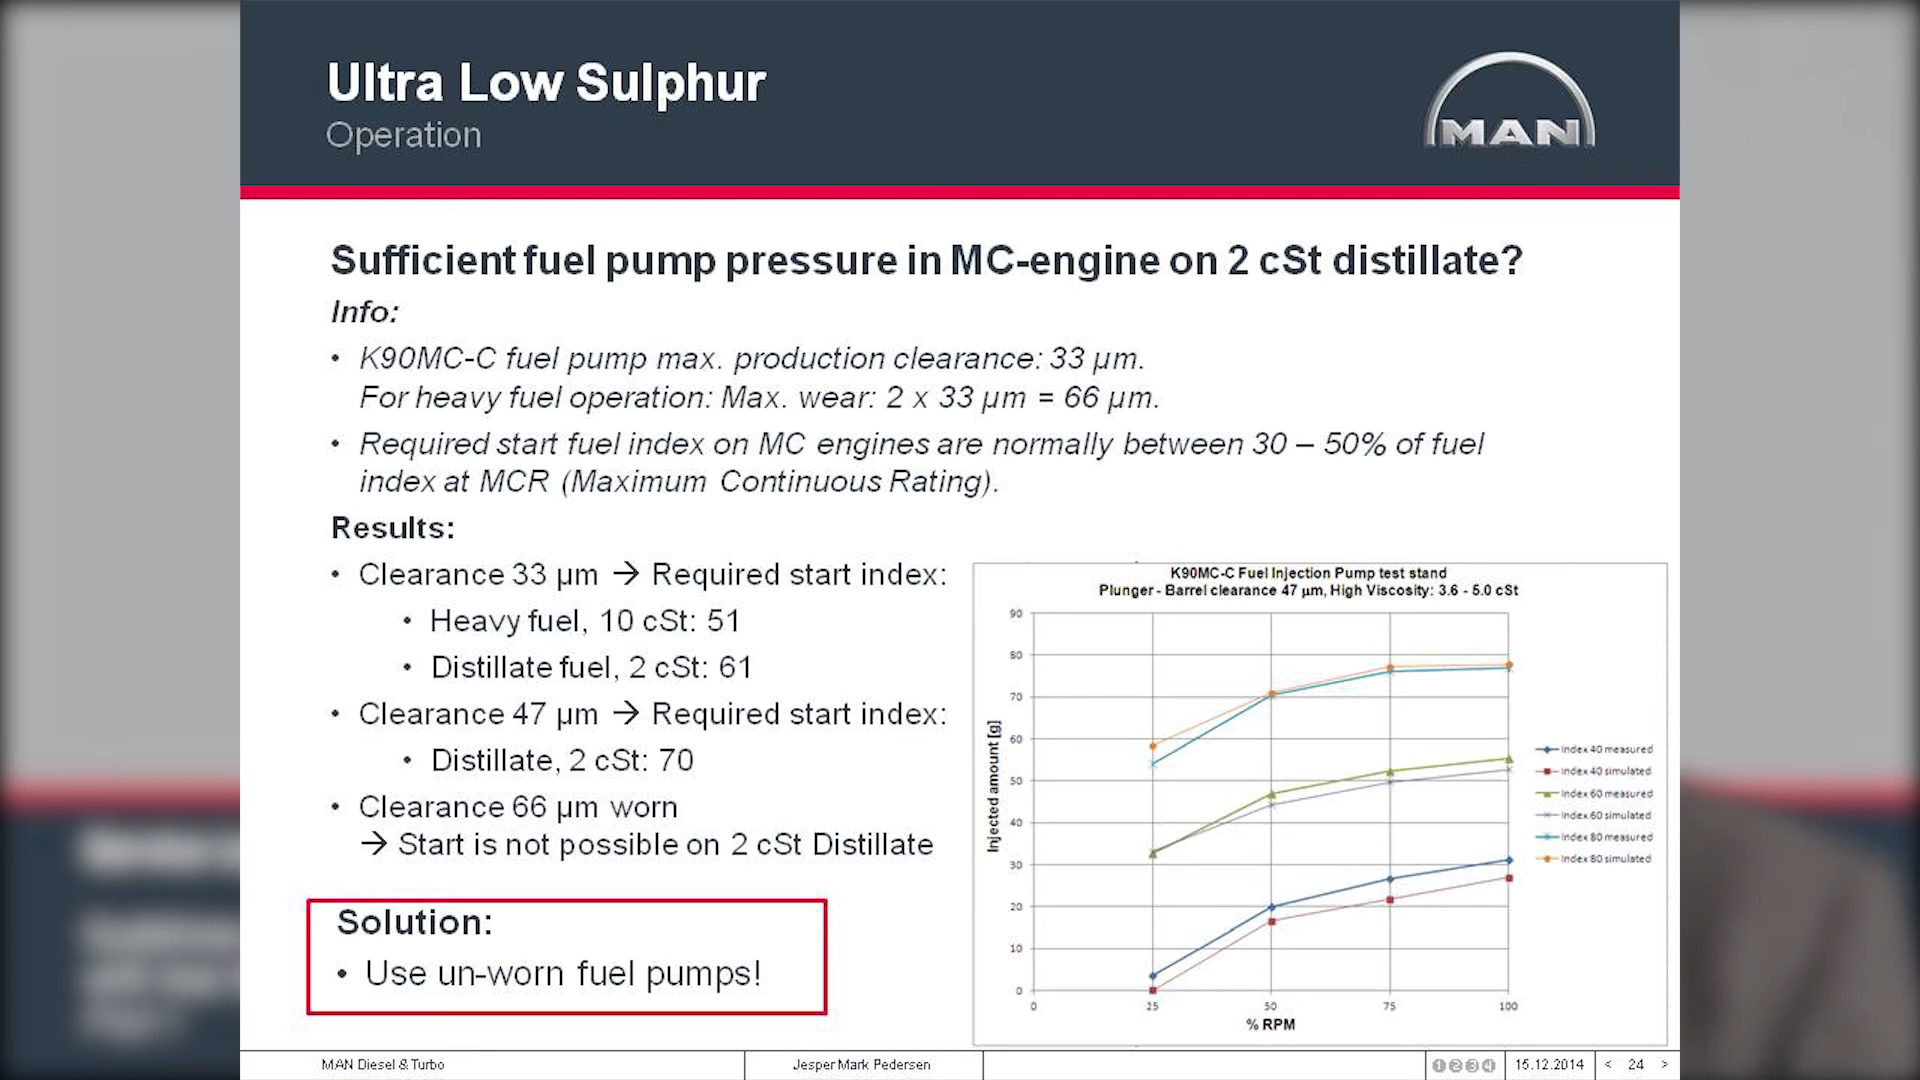 Ultra Low Sulphur
Operation
MAN
Sufficient fuel pump pressure in MC-engine on 2 cSt distillate?
Info:
• K90MC-C fuel pump max. production clearance: 33 µm.
For heavy fuel operation: Max. wear: 2 x 33 µm = 66 µm.
• Required start fuel index on MC engines are normally between 30 – 50% of fuel
index at MCR (Maximum Continuous Rating).
Results:
• Clearance 33 µm → Required start index:
• Heavy fuel, 10 cSt: 51
• Distillate fuel, 2 cSt: 61
• Clearance 47 µm → Required start index:
• Distillate, 2 cSt: 70
• Clearance 66 µm worn
→ Start is not possible on 2 cSt Distillate
Solution:
• Use un-worn fuel pumps!
K90MC-C Fuel Injection Pump test stand
Plunger - Barrel clearance 47 µm, High Viscosity: 3.6 - 5.0 cSt
Injected amount [g]
90
80
70
60
50
40
30
20
10
0
0 25 50 75 100
% RPM
Index 40 measured
Index 40 simulated
Index 60 measured
Index 60 simulated
Index 80 measured
Index 80 simulated
MAN Diesel & Turbo
Jesper Mark Pedersen
1 2 3 4
15.12.2014
< 24 >